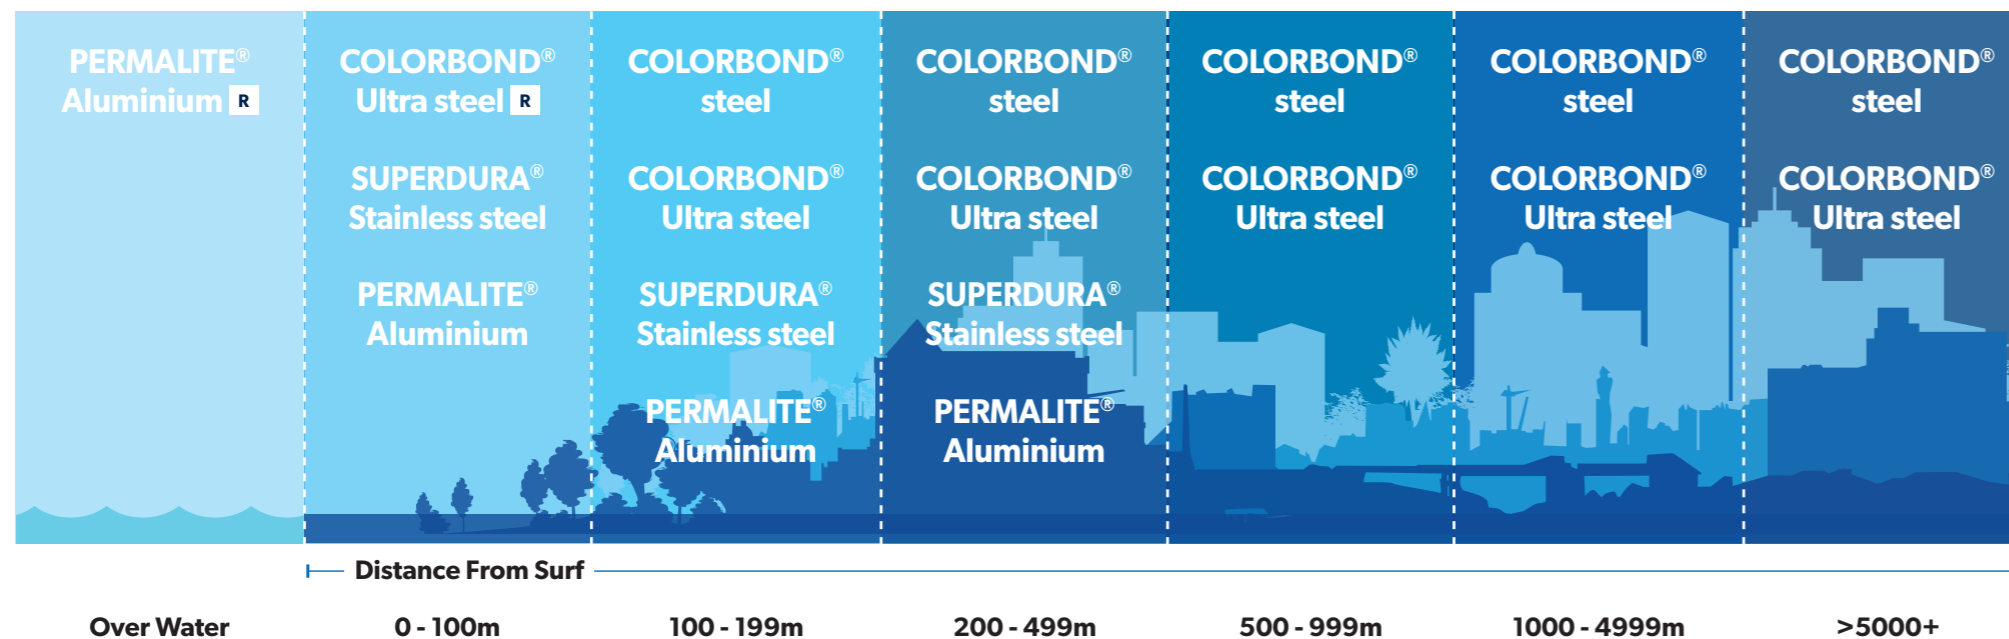 PERMALITE®
Aluminium R
COLORBOND®
Ultra steel R
SUPERDURA®
Stainless steel
PERMALITE®
Aluminium
COLORBOND®
steel
COLORBOND®
Ultra steel
SUPERDURA®
Stainless steel
PERMALITE®
Aluminium
COLORBOND®
steel
COLORBOND®
Ultra steel
SUPERDURA®
Stainless steel
PERMALITE®
Aluminium
COLORBOND®
steel
COLORBOND®
Ultra steel
COLORBOND®
steel
COLORBOND®
Ultra steel
COLORBOND®
steel
COLORBOND®
Ultra steel
Distance From Surf
Over Water
0 - 100m
100 - 199m
200 - 499m
500 - 999m
1000 - 4999m
>5000+